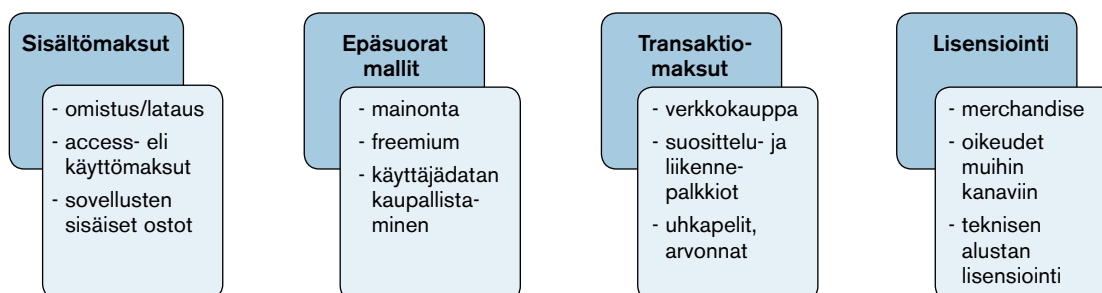 Sisältömaksut
- omistus/lataus
- access- eli
käyttömaksut
- sovellusten
sisäiset ostot
Epäsuorat
mallit
- mainonta
- freemium
- käyttäjädatan
kaupallista-
minen
Transaktio-
maksut
- verkkokauppa
- suosittelu- ja
liikenne-
palkkiot
- uhkapelit,
arvonnat
Lisensiointi
- merchandise
- oikeudet
muihin
kanaviin
- teknisen
alustan
lisensiointi